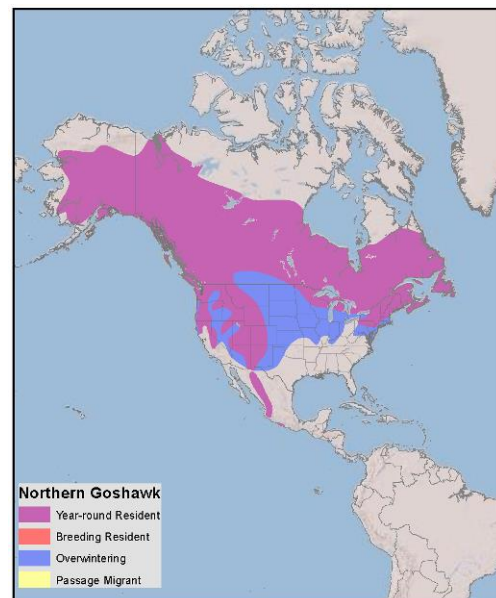 Northern Goshawk
Year-round Resident
Breeding Resident
Overwintering
Passage Migrant